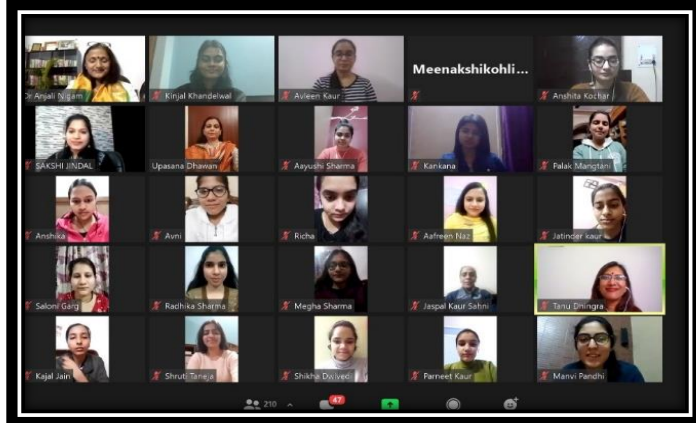 Dr Anjali Nigam
Kinjal Khandelwal
Avleen Kaur
Meenakshikohli...
Anshita Kochar
SAKSHI JINDAL
Upasana Dhawan
Aayushi Sharma
Kankana
Palak Mangtani
Anshika
Avni
Richa
Aafreen Naz
Jatinder kaur
Saloni Garg
Radhika Sharma
Megha Sharma
Jaspal Kaur Sahni
Tanu Dhingra
Kajal Jain
Shruti Taneja
Shikha Dwivedi
Parneet Kaur
Manvi Pandhi
210
47